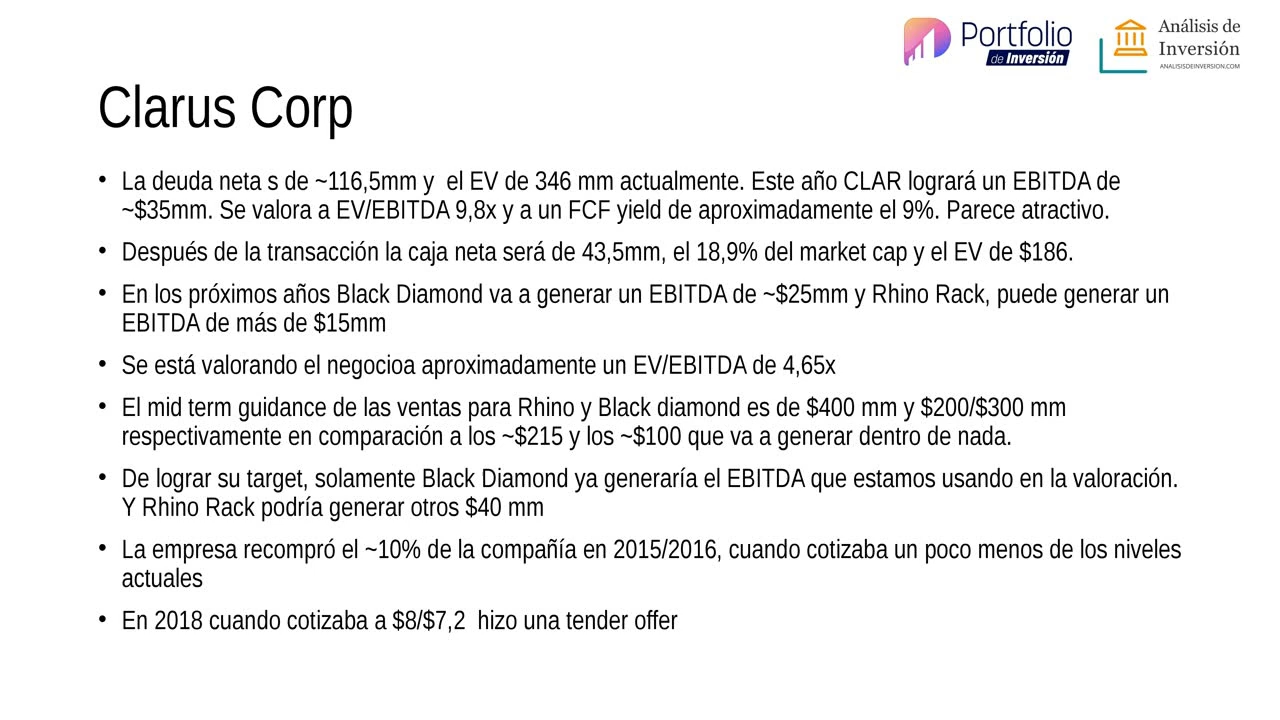 Portfolio
de Inversión
Análisis de
Inversión
ANALISISDEINVERSION.COM
Clarus Corp
• La deuda neta s de ~116,5mm y  el EV de 346 mm actualmente. Este año CLAR logrará un EBITDA de
~$35mm. Se valora a EV/EBITDA 9,8x y a un FCF yield de aproximadamente el 9%. Parece atractivo.
• Después de la transacción la caja neta será de 43,5mm, el 18,9% del market cap y el EV de $186.
• En los próximos años Black Diamond va a generar un EBITDA de ~$25mm y Rhino Rack, puede generar un
EBITDA de más de $15mm
• Se está valorando el negocioa aproximadamente un EV/EBITDA de 4,65x
• El mid term guidance de las ventas para Rhino y Black diamond es de $400 mm y $200/$300 mm
respectivamente en comparación a los ~$215 y los ~$100 que va a generar dentro de nada.
• De lograr su target, solamente Black Diamond ya generaría el EBITDA que estamos usando en la valoración.
Y Rhino Rack podría generar otros $40 mm
• La empresa recompró el ~10% de la compañía en 2015/2016, cuando cotizaba un poco menos de los niveles
actuales
• En 2018 cuando cotizaba a $8/$7,2  hizo una tender offer